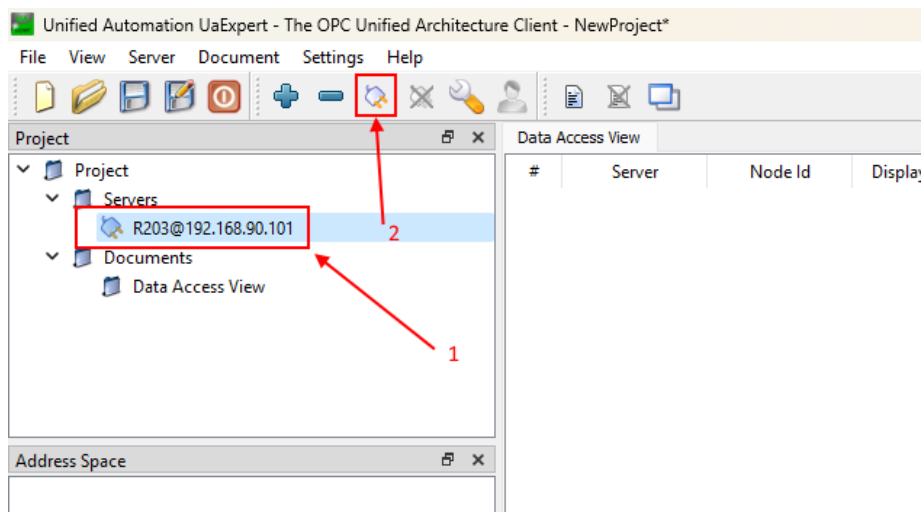 Unified Automation UaExpert - The OPC Unified Architecture Client - NewProject*
File View Server Document Settings Help
Project
Data Access View
Project
# Server Node Id Display
Servers
R203@192.168.90.101
2
Documents
Data Access View
1
Address Space